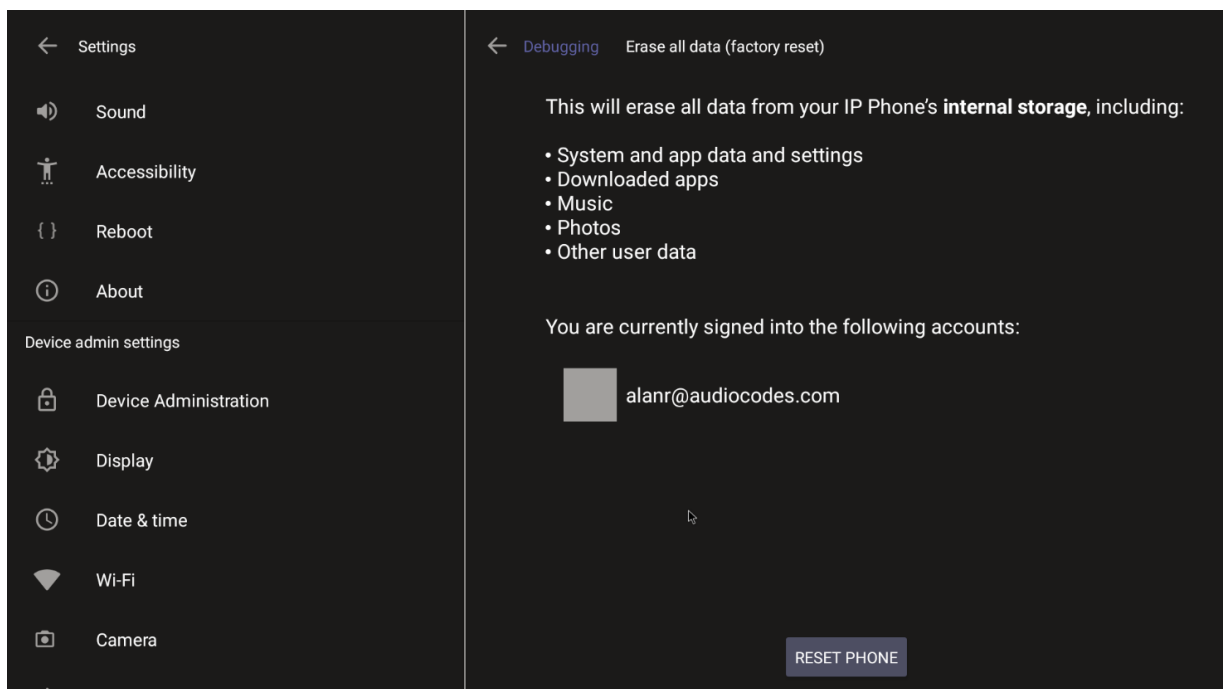 Settings
Sound
Accessibility
{ } Reboot
About
Device admin settings
Device Administration
Display
Date & time
Wi-Fi
Camera
Debugging Erase all data (factory reset)
This will erase all data from your IP Phone’s internal storage, including:
• System and app data and settings
• Downloaded apps
• Music
• Photos
• Other user data
You are currently signed into the following accounts:
alanr@audiocodes.com
RESET PHONE